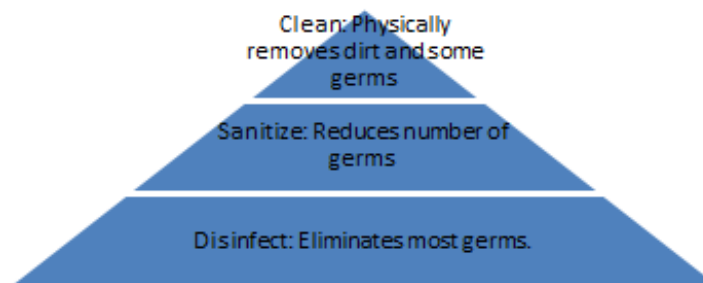 Clean: Physically
removes dirt and some
germs
Sanitize: Reduces number of
germs
Disinfect: Eliminates most germs.